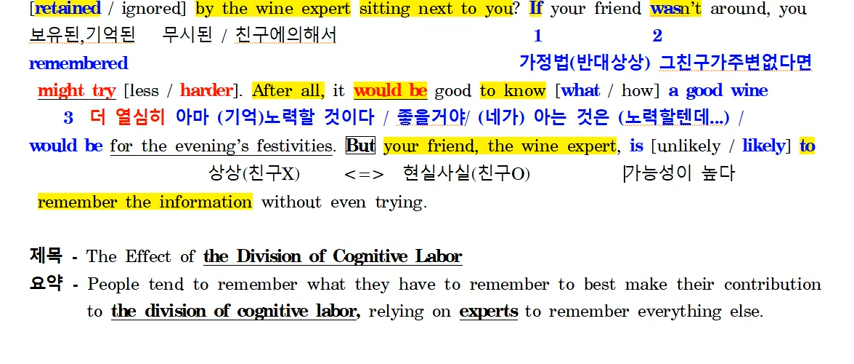 [retained / ignored] by the wine expert sitting next to you? If your friend wasn't around, you
보유된,기억된 무시된 / 친구에의해서 1 2
remembered 가정법(반대상상) 그친구가주변없다면
might try [less / harder]. After all, it would be good to know [what / how] a good wine
3 더 열심히 아마 (기억)노력할 것이다 / 좋을거야/ (네가) 아는 것은 (노력할텐데...) /
would be for the evening's festivities. But your friend, the wine expert, is [unlikely / likely] to
상상(친구X) <=> 현실사실(친구O) 가능성이 높다
remember the information without even trying.
제목 - The Effect of the Division of Cognitive Labor
요약 - People tend to remember what they have to remember to best make their contribution
to the division of cognitive labor, relying on experts to remember everything else.